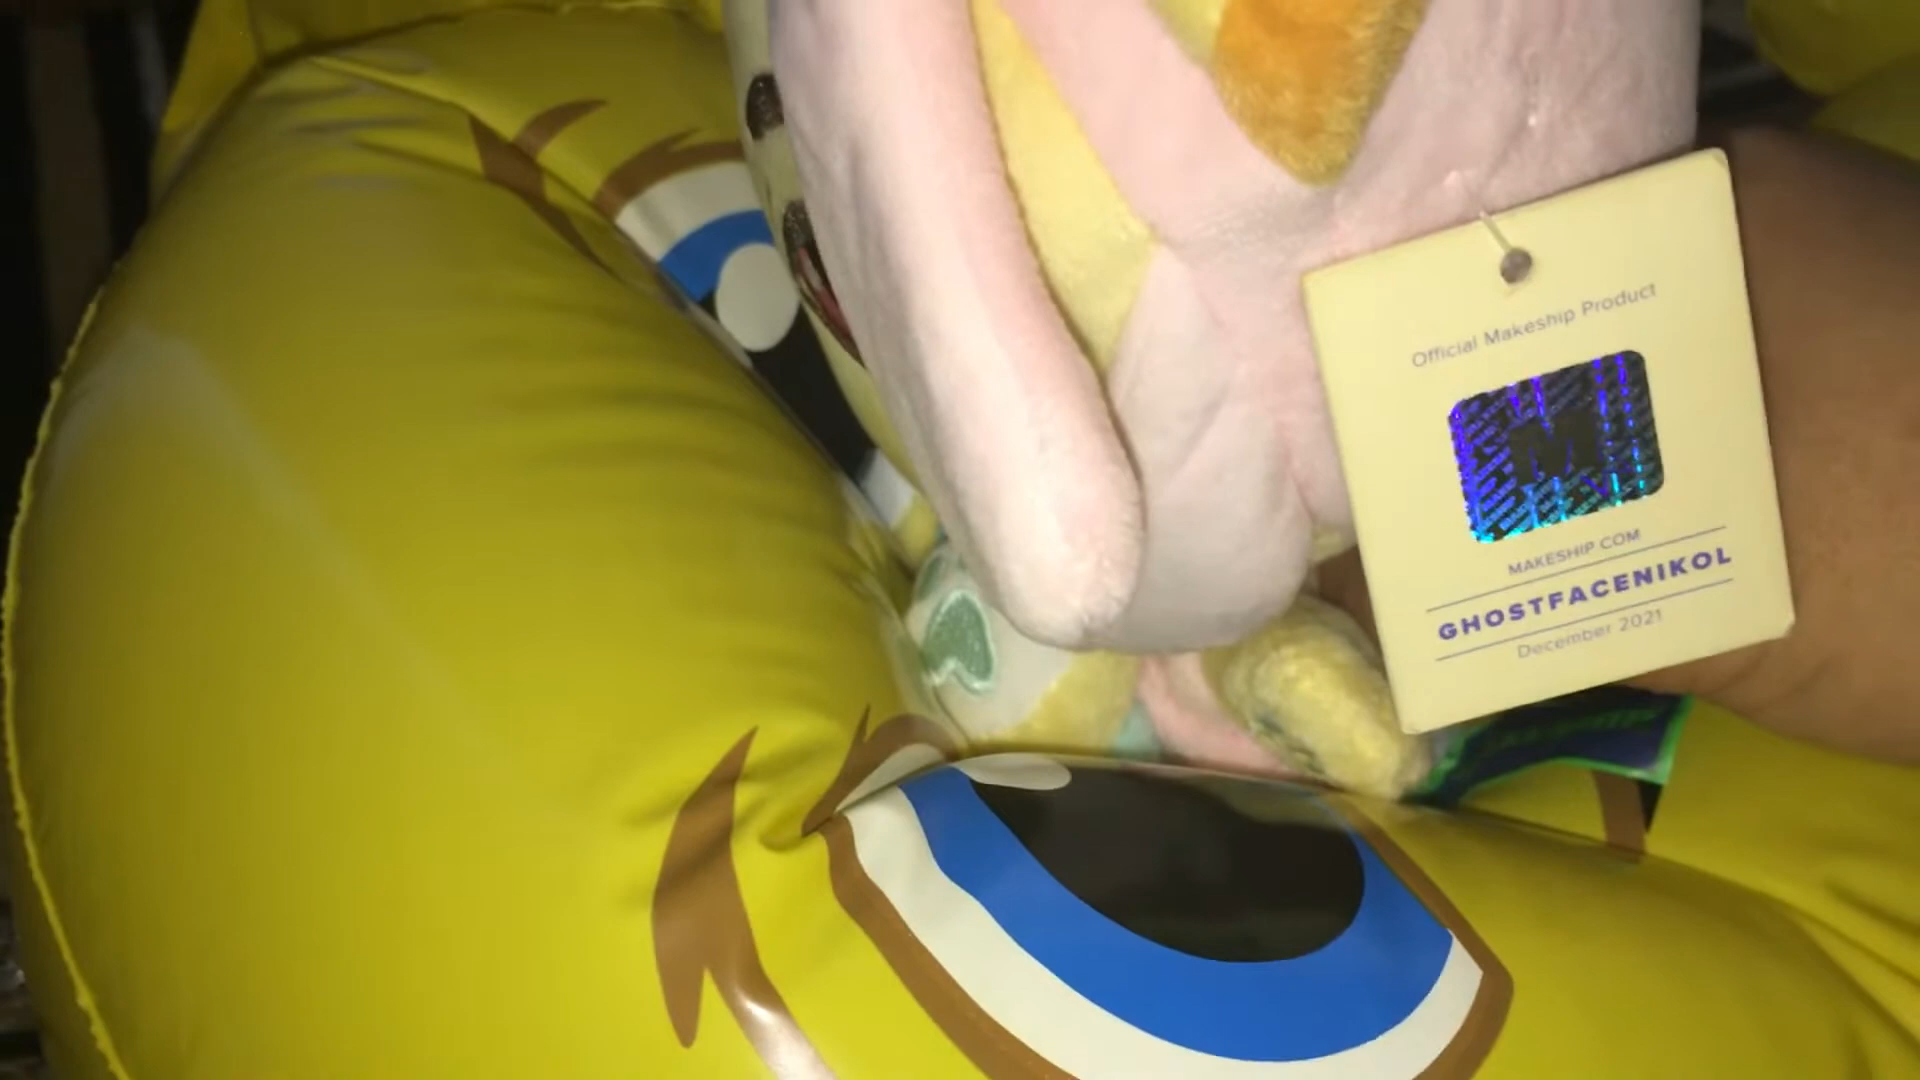 Official Makeship Product
M
MAKESHIP.COM
GHOSTFACENIKOL
December 2021